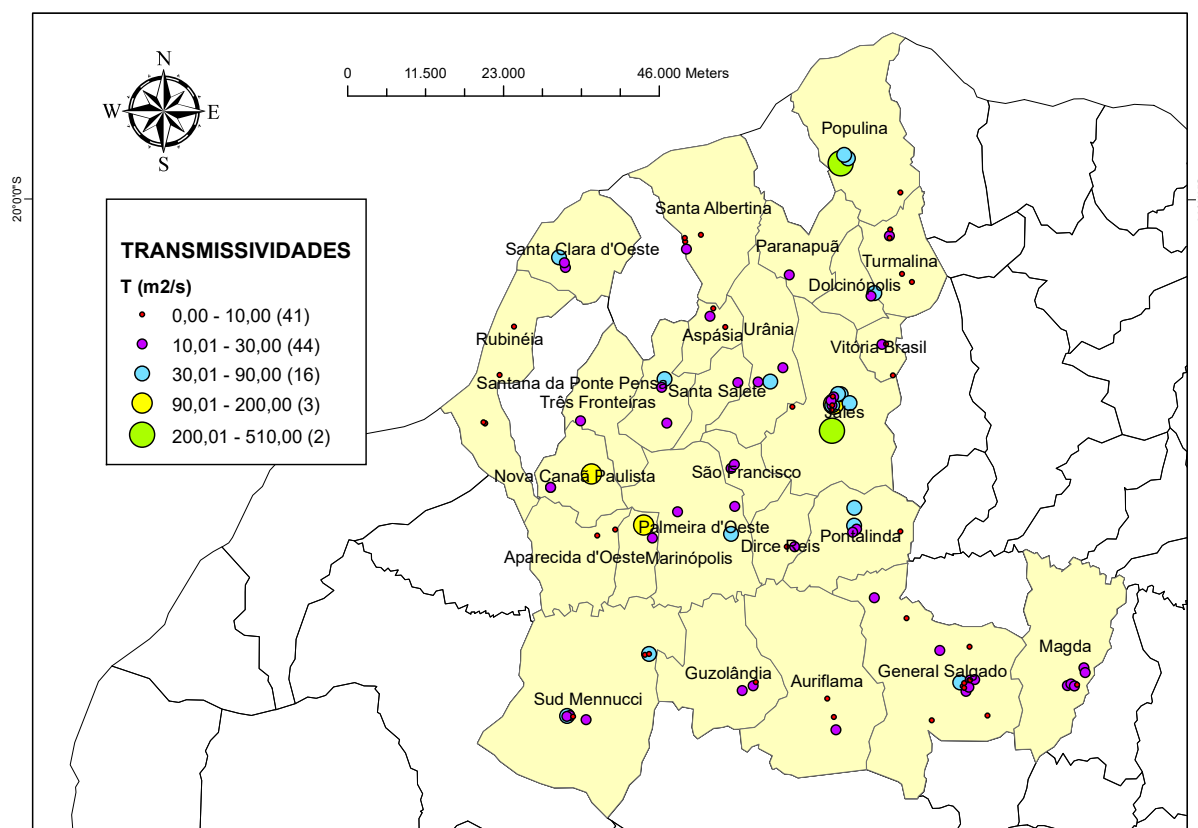 0 11.500 23.000 46.000 Meters
N
W E
S
20°0'0"S
TRANSMISSIVIDADES
T (m2/s)
0,00 - 10,00 (41)
10,01 - 30,00 (44)
30,01 - 90,00 (16)
90,01 - 200,00 (3)
200,01 - 510,00 (2)
Populina
Santa Albertina
Santa Clara d'Oeste
Paranapuã
Turmalina
Dolcinópolis
Rubinéia
Aspásia
Urânia
Vitória Brasil
Santana da Ponte Pensa
Santa Salete
Três Fronteiras
Jales
São Francisco
Nova Canaã Paulista
Palmeira d'Oeste
Pontalinda
Dirce Reis
Aparecida d'Oeste
Marinópolis
Magda
General Salgado
Guzolândia
Auriflama
Sud Mennucci